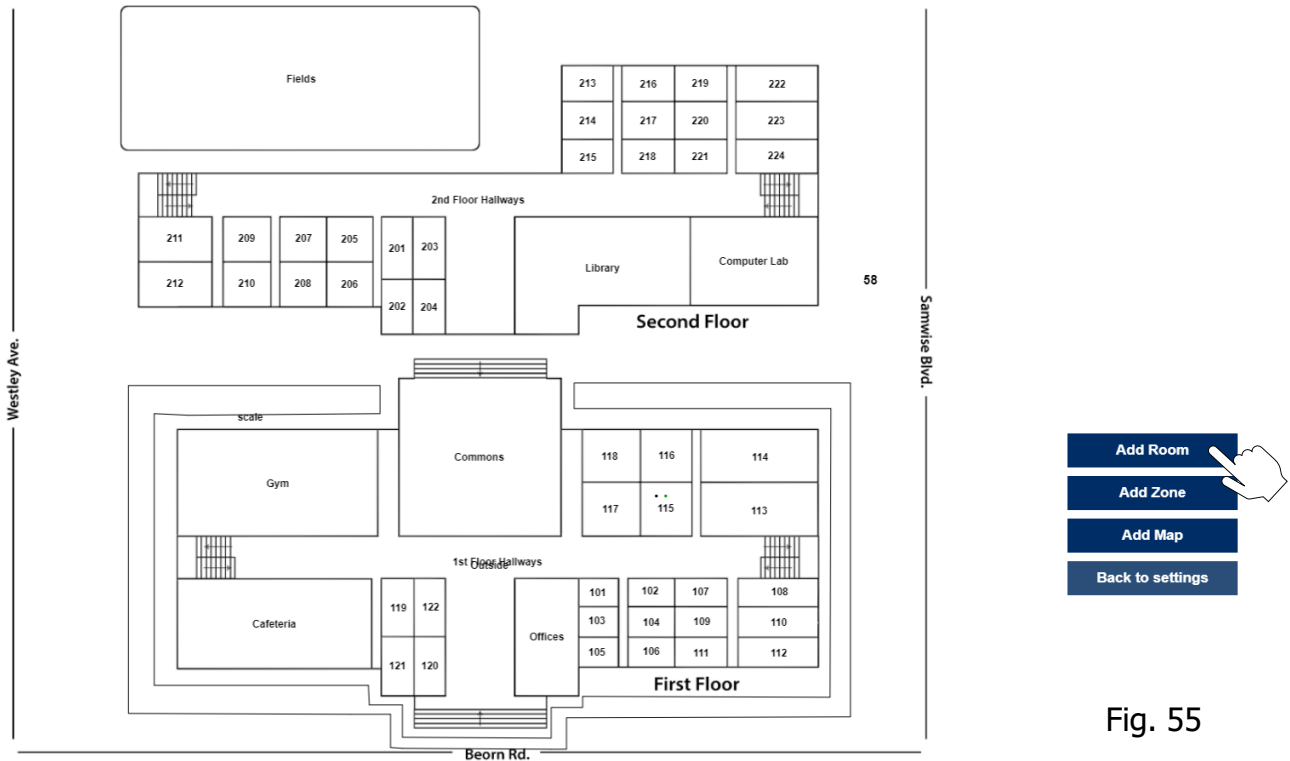 Fields
213 216 219 222
214 217 220 223
215 218 221 224
2nd Floor Hallways
211 209 207 205 201 203
212 210 208 206 202 204
Library
Computer Lab
58
Second Floor
Westley Ave.
Samwise Blvd.
scale
Gym
Commons
118 116 114
117 115 113
1st Floor Hallways
Outside
Cafeteria
119 122
121 120
Offices
101 102 107 108
103 104 109 110
105 106 111 112
First Floor
Beorn Rd.
Add Room
Add Zone
Add Map
Back to settings
Fig. 55